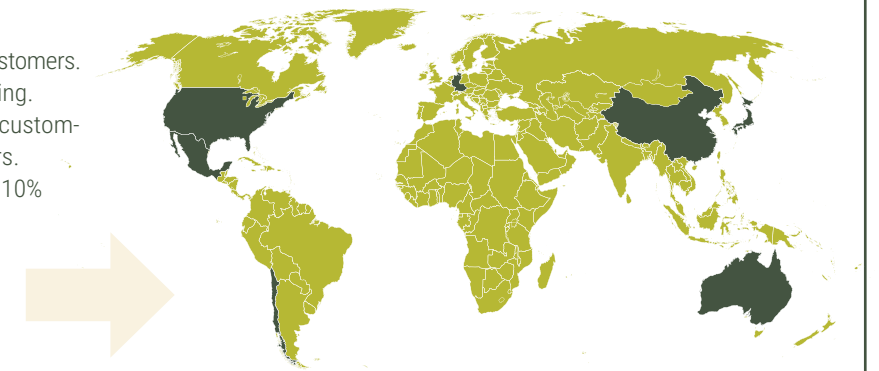 stomers.
ing.
custom-
rs.
10%